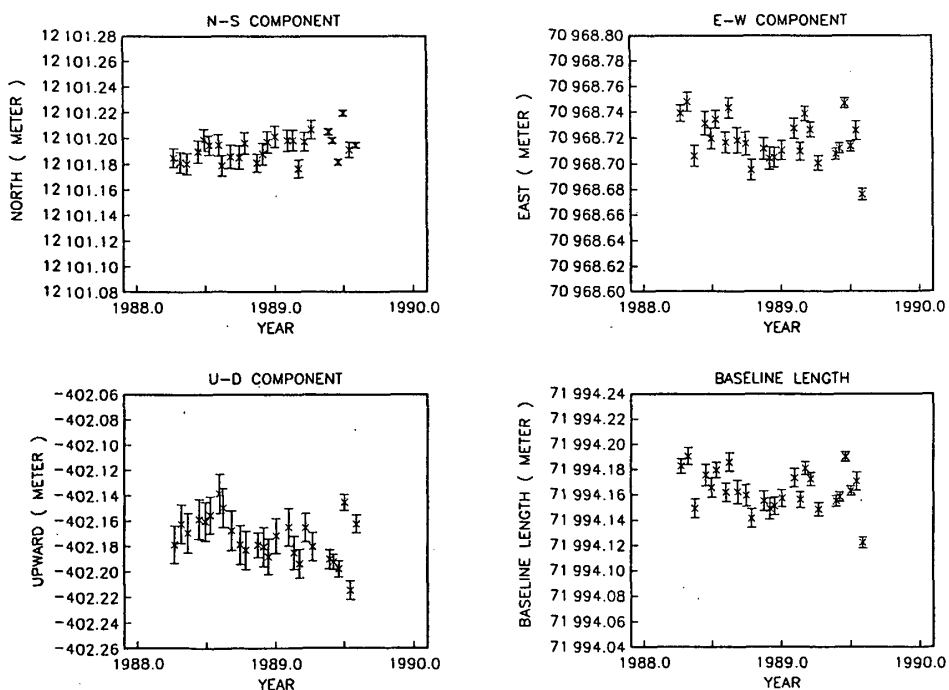 N-S COMPONENT
12 101.28
12 101.26
12 101.24
12 101.22
12 101.20
12 101.18
12 101.16
12 101.14
12 101.12
12 101.10
12 101.08
NORTH ( METER )
1988.0 1989.0 1990.0
YEAR
E-W COMPONENT
70 968.80
70 968.78
70 968.76
70 968.74
70 968.72
70 968.70
70 968.68
70 968.66
70 968.64
70 968.62
70 968.60
EAST ( METER )
1988.0 1989.0 1990.0
YEAR
U-D COMPONENT
-402.06
-402.08
-402.10
-402.12
-402.14
-402.16
-402.18
-402.20
-402.22
-402.24
-402.26
UPWARD ( METER )
1988.0 1989.0 1990.0
YEAR
BASELINE LENGTH
71 994.24
71 994.22
71 994.20
71 994.18
71 994.16
71 994.14
71 994.12
71 994.10
71 994.08
71 994.06
71 994.04
BASELINE LENGTH ( METER )
1988.0 1989.0 1990.0
YEAR